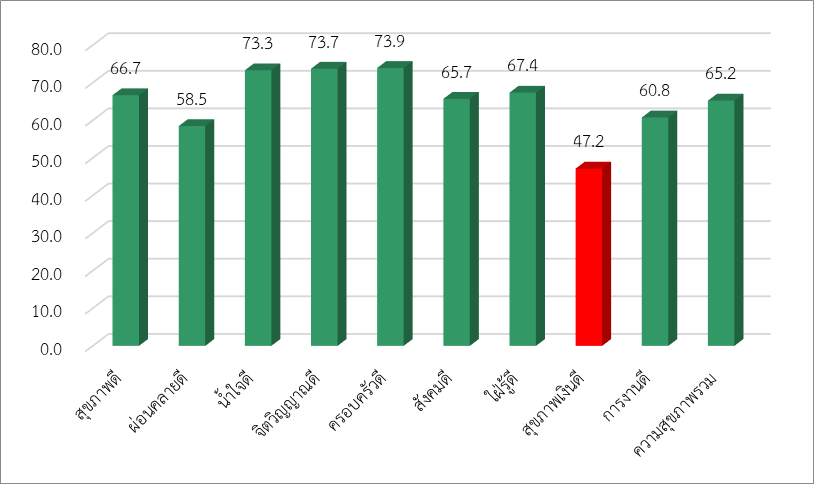 80.0
70.0
60.0
50.0
40.0
30.0
20.0
10.0
0.0
66.7
58.5
73.3
73.7
73.9
65.7
67.4
47.2
60.8
65.2
สุขภาพดี
ผ่อนคลายดี
น้ำใจดี
จิตวิญญาณดี
ครอบครัวดี
สังคมดี
ใฝ่รู้ดี
สุขภาพเงินดี
การงานดี
ความสุขภาพรวม